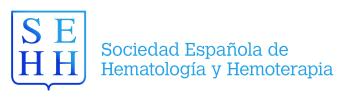 SE
HH
Sociedad Española de
Hematología y Hemoterapia